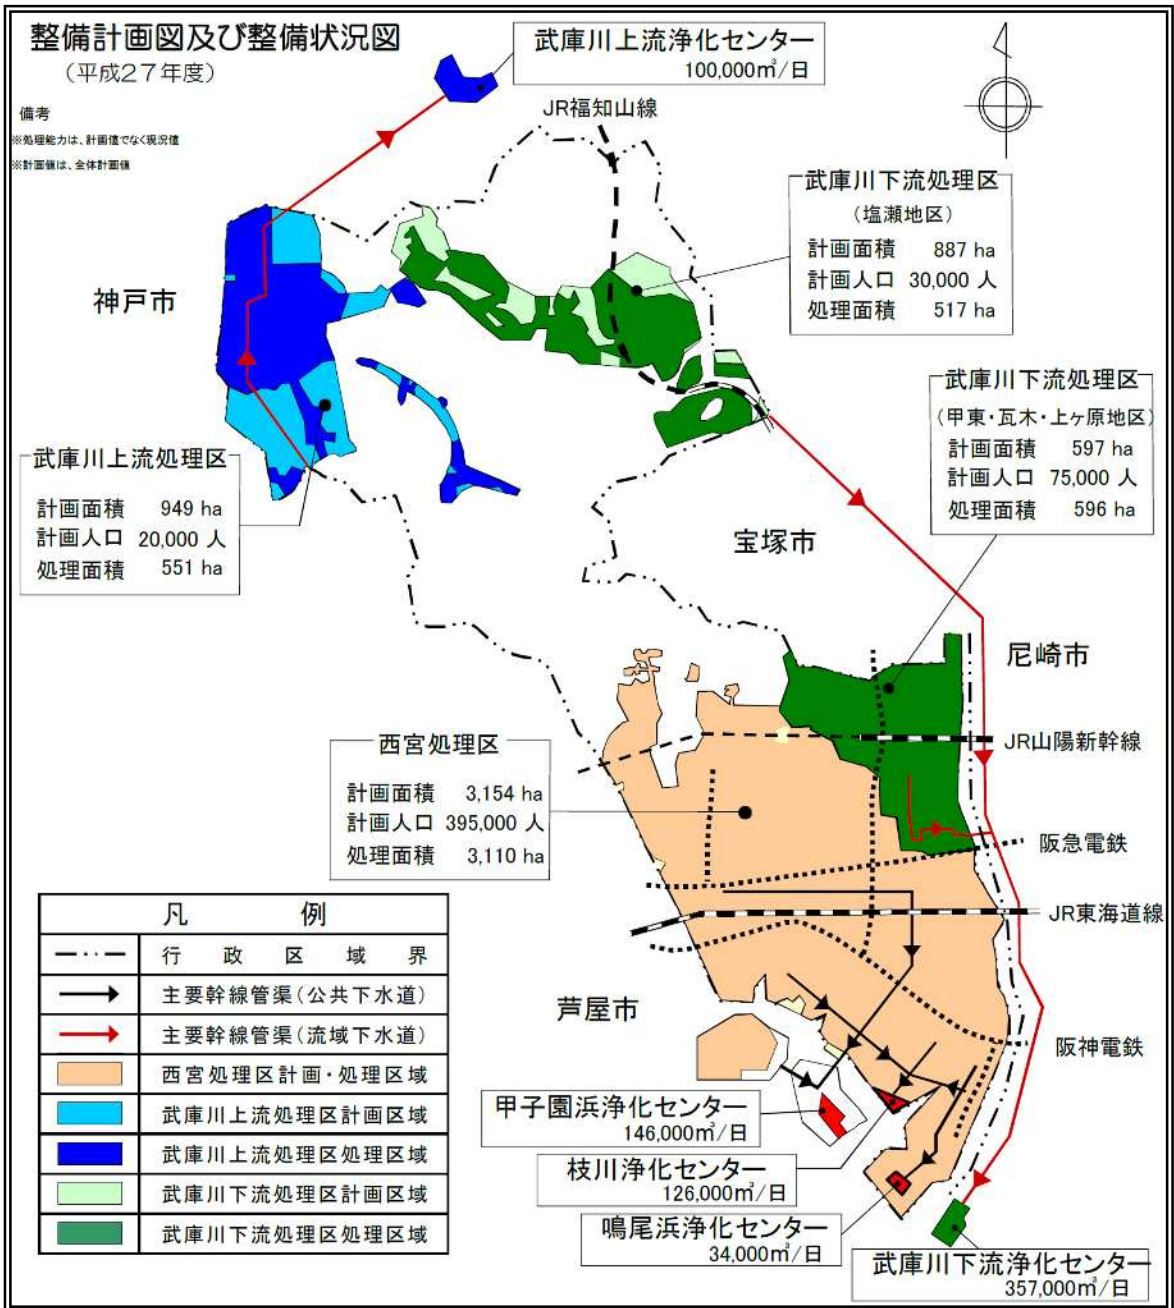 整備計画図及び整備状況図
(平成27年度)
備考
※処理能力は、計画値でなく現況値
※計画値は、全体計画値
武庫川上流浄化センター
100,000㎥/日
JR福知山線
武庫川下流処理区
(塩瀬地区)
計画面積 887 ha
計画人口 30,000 人
処理面積 517 ha
神戸市
武庫川下流処理区
(甲東・瓦木・上ヶ原地区)
計画面積 597 ha
計画人口 75,000 人
処理面積 596 ha
武庫川上流処理区
計画面積 949 ha
計画人口 20,000 人
処理面積 551 ha
宝塚市
尼崎市
西宮処理区
計画面積 3,154 ha
計画人口 395,000 人
処理面積 3,110 ha
JR山陽新幹線
阪急電鉄
JR東海道線
芦屋市
阪神電鉄
凡 例
行 政 区 域 界
主要幹線管渠(公共下水道)
主要幹線管渠(流域下水道)
西宮処理区計画・処理区域
武庫川上流処理区計画区域
武庫川上流処理区処理区域
武庫川下流処理区計画区域
武庫川下流処理区処理区域
甲子園浜浄化センター
146,000㎥/日
枝川浄化センター
126,000㎥/日
鳴尾浜浄化センター
34,000㎥/日
武庫川下流浄化センター
357,000㎥/日